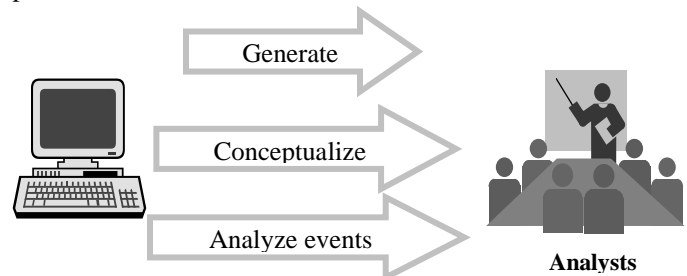 Generate
Conceptualize
Analyze events
Analysts